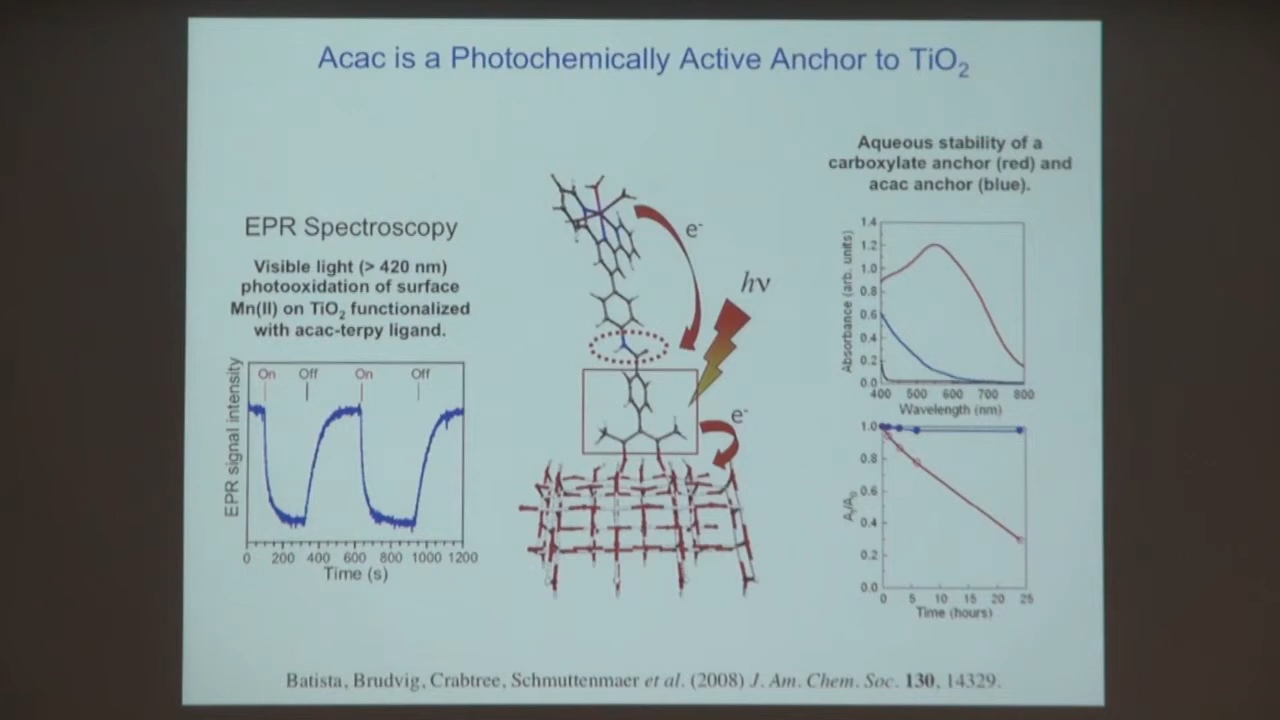 Acac is a Photochemically Active Anchor to TiO₂
EPR Spectroscopy
Visible light (> 420 nm)
photooxidation of surface
Mn(II) on TiO₂ functionalized
with acac-terpy ligand.
EPR signal intensity
On Off On Off
0 200 400 600 800 1000 1200
Time (s)
e⁻
hν
e⁻
Aqueous stability of a
carboxylate anchor (red) and
acac anchor (blue).
Absorbance (arb. units)
1.4
1.2
1.0
0.8
0.6
0.4
0.2
0.0
400 500 600 700 800
Wavelength (nm)
1.0
0.8
0.6
0.4
0.2
0.0
0 5 10 15 20 25
Time (hours)
Batista, Brudvig, Crabtree, Schmuttenmaer et al. (2008) J. Am. Chem. Soc. 130, 14329.